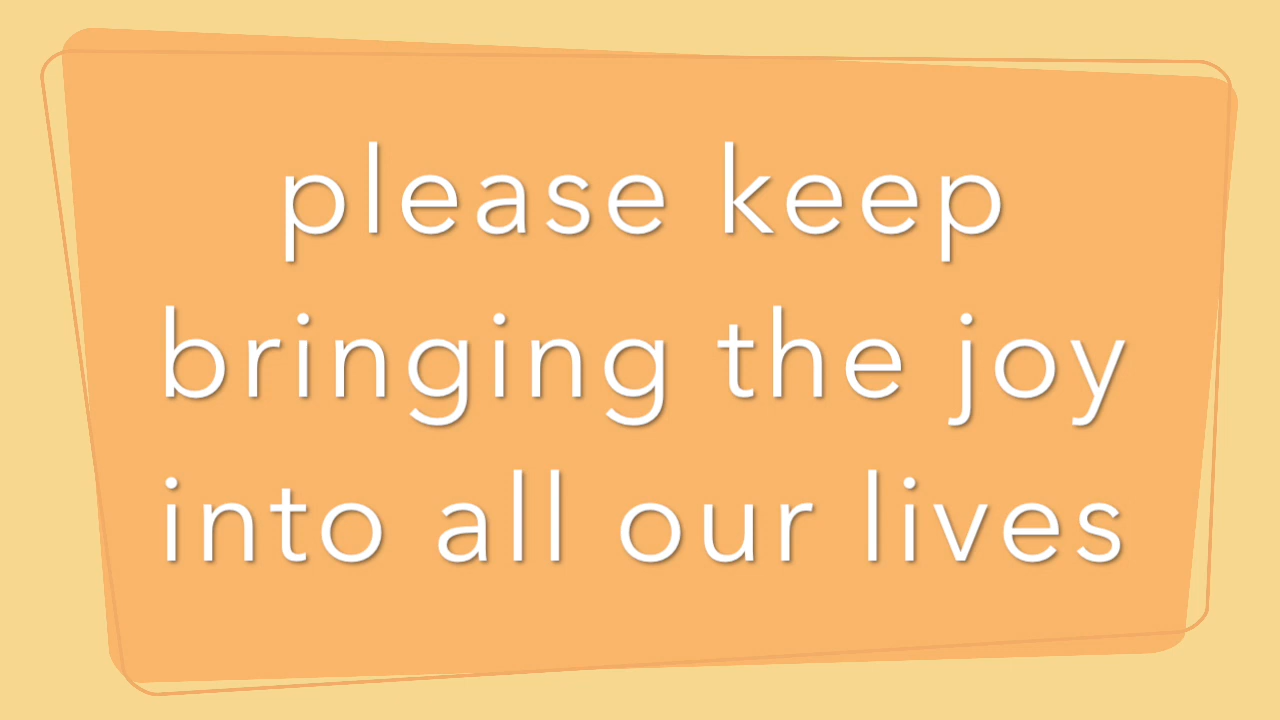 please keep
bringing the joy
into all our lives